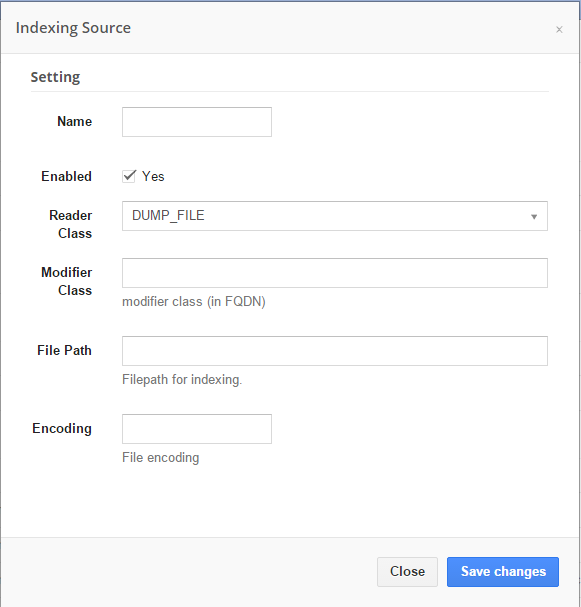 Indexing Source ×
Setting
Name
Enabled Yes
Reader
Class
DUMP_FILE
Modifier
Class
modifier class (in FQDN)
File Path
Filepath for indexing.
Encoding
File encoding
Close Save changes